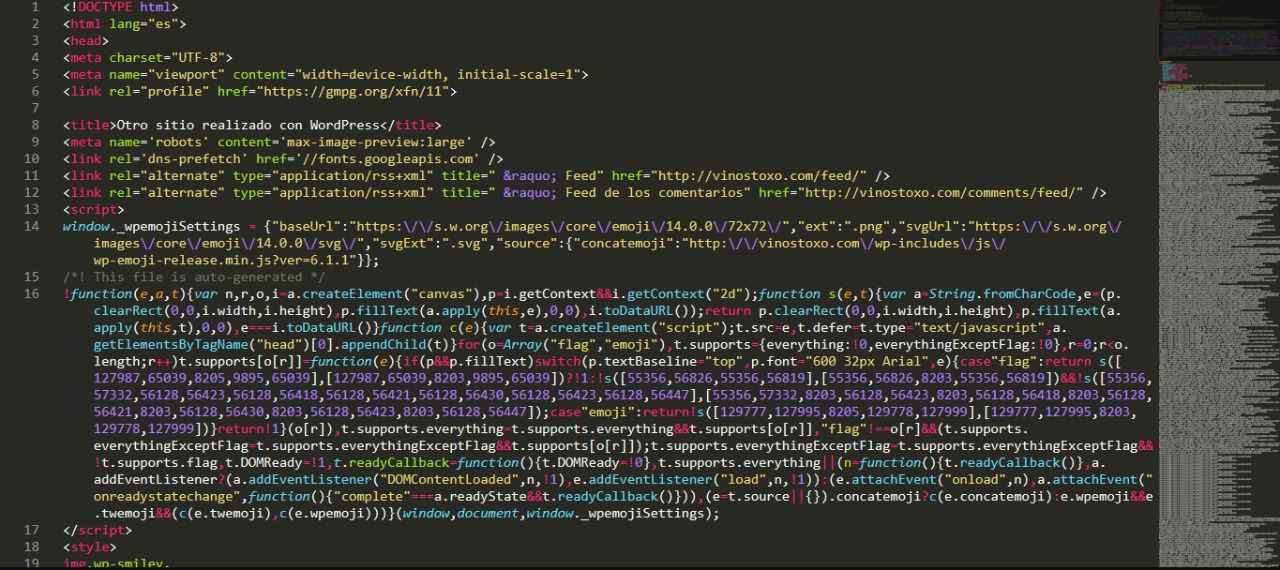 1 <!DOCTYPE html>
2 <html lang="es">
3 <head>
4 <meta charset="UTF-8">
5 <meta name="viewport" content="width=device-width, initial-scale=1">
6 <link rel="profile" href="https://gmpg.org/xfn/11">
7
8 <title>Otro sitio realizado con WordPress</title>
9 <meta name='robots' content='max-image-preview:large' />
10 <link rel='dns-prefetch' href='//fonts.googleapis.com' />
11 <link rel="alternate" type="application/rss+xml" title=" &raquo; Feed" href="http://vinostoxo.com/feed/" />
12 <link rel="alternate" type="application/rss+xml" title=" &raquo; Feed de los comentarios" href="http://vinostoxo.com/comments/feed/" />
13 <script>
14 window._wpemojiSettings = {"baseUrl":"https:\/\/s.w.org\/images\/core\/emoji\/14.0.0\/72x72\/","ext":".png","svgUrl":"https:\/\/s.w.org\/
images\/core\/emoji\/14.0.0\/svg\/","svgExt":".svg","source":{"concatemoji":"http:\/\/vinostoxo.com\/wp-includes\/js\/
wp-emoji-release.min.js?ver=6.1.1"}};
15 /*! This file is auto-generated */
16 !function(e,a,t){var n,r,o,i=a.createElement("canvas"),p=i.getContext&&i.getContext("2d");function s(e,t){var a=String.fromCharCode,e=(p.
clearRect(0,0,i.width,i.height),p.fillText(a.apply(this,e),0,0),i.toDataURL());return p.clearRect(0,0,i.width,i.height),p.fillText(a.
apply(this,t),0,0),e===i.toDataURL()}function c(e){var t=a.createElement("script");t.src=e,t.defer=t.type="text/javascript",a.
getElementsByTagName("head")[0].appendChild(t)}for(o=Array("flag","emoji"),t.supports={everything:!0,everythingExceptFlag:!0},r=0;r<o.
length;r++)t.supports[o[r]]=function(e){if(p&&p.fillText)switch(p.textBaseline="top",p.font="600 32px Arial",e){case"flag":return s([
127987,65039,8205,9895,65039],[127987,65039,8203,9895,65039])?!1:!s([55356,56826,55356,56819],[55356,56826,8203,55356,56819])&&!s([55356,
57332,56128,56423,56128,56418,56128,56421,56128,56430,56128,56423,56128,56447],[55356,57332,8203,56128,56423,8203,56128,56418,8203,56128,
56421,8203,56128,56430,8203,56128,56423,8203,56128,56447]);case"emoji":return!s([129777,127995,8205,129778,127999],[129777,127995,8203,
129778,127999])}return!1}(o[r]),t.supports.everything=t.supports.everything&&t.supports[o[r]],"flag"!==o[r]&&(t.supports.
everythingExceptFlag=t.supports.everythingExceptFlag&&t.supports[o[r]]);t.supports.everythingExceptFlag=t.supports.everythingExceptFlag&&
!t.supports.flag,t.DOMReady=!1,t.readyCallback=function(){t.DOMReady=!0},t.supports.everything||(n=function(){t.readyCallback()},a.
addEventListener?(a.addEventListener("DOMContentLoaded",n,!1),e.addEventListener("load",n,!1)):(e.attachEvent("onload",n),a.attachEvent("
onreadystatechange",function(){"complete"===a.readyState&&t.readyCallback()})),(e=t.source||{}).concatemoji?c(e.concatemoji):e.wpemoji&&e
.twemoji&&(c(e.twemoji),c(e.wpemoji)))}(window,document,window._wpemojiSettings);
17 </script>
18 <style>
19 img.wp-smiley,